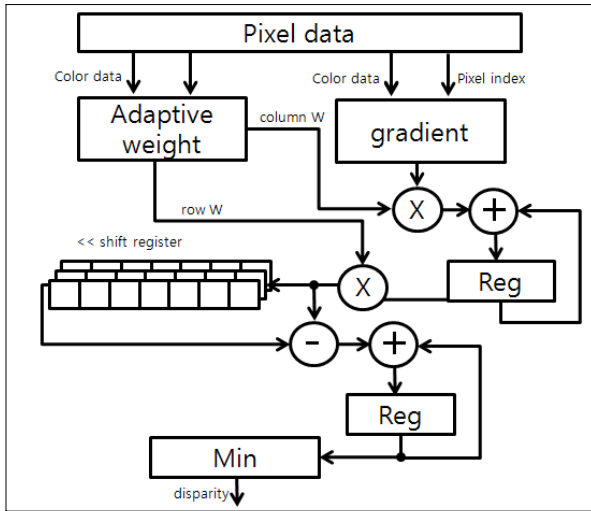 Pixel data
Color data
Color data
Pixel index
Adaptive
weight
column W
gradient
X
+
row W
<< shift register
X
Reg
-
+
Reg
Min
disparity